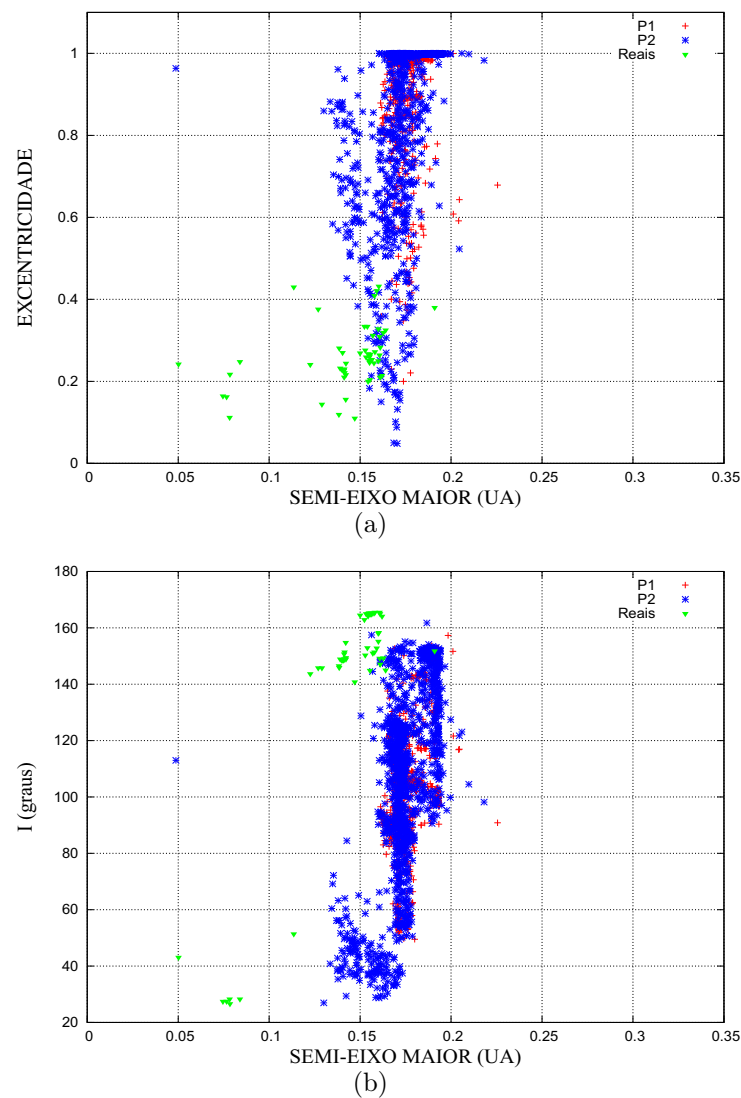 P1
P2
Reais
1
0.8
0.6
0.4
0.2
0
EXCENTRICIDADE
0 0.05 0.1 0.15 0.2 0.25 0.3 0.35
SEMI-EIXO MAIOR (UA)
(a)
P1
P2
Reais
180
160
140
120
100
80
60
40
20
I (graus)
0 0.05 0.1 0.15 0.2 0.25 0.3 0.35
SEMI-EIXO MAIOR (UA)
(b)